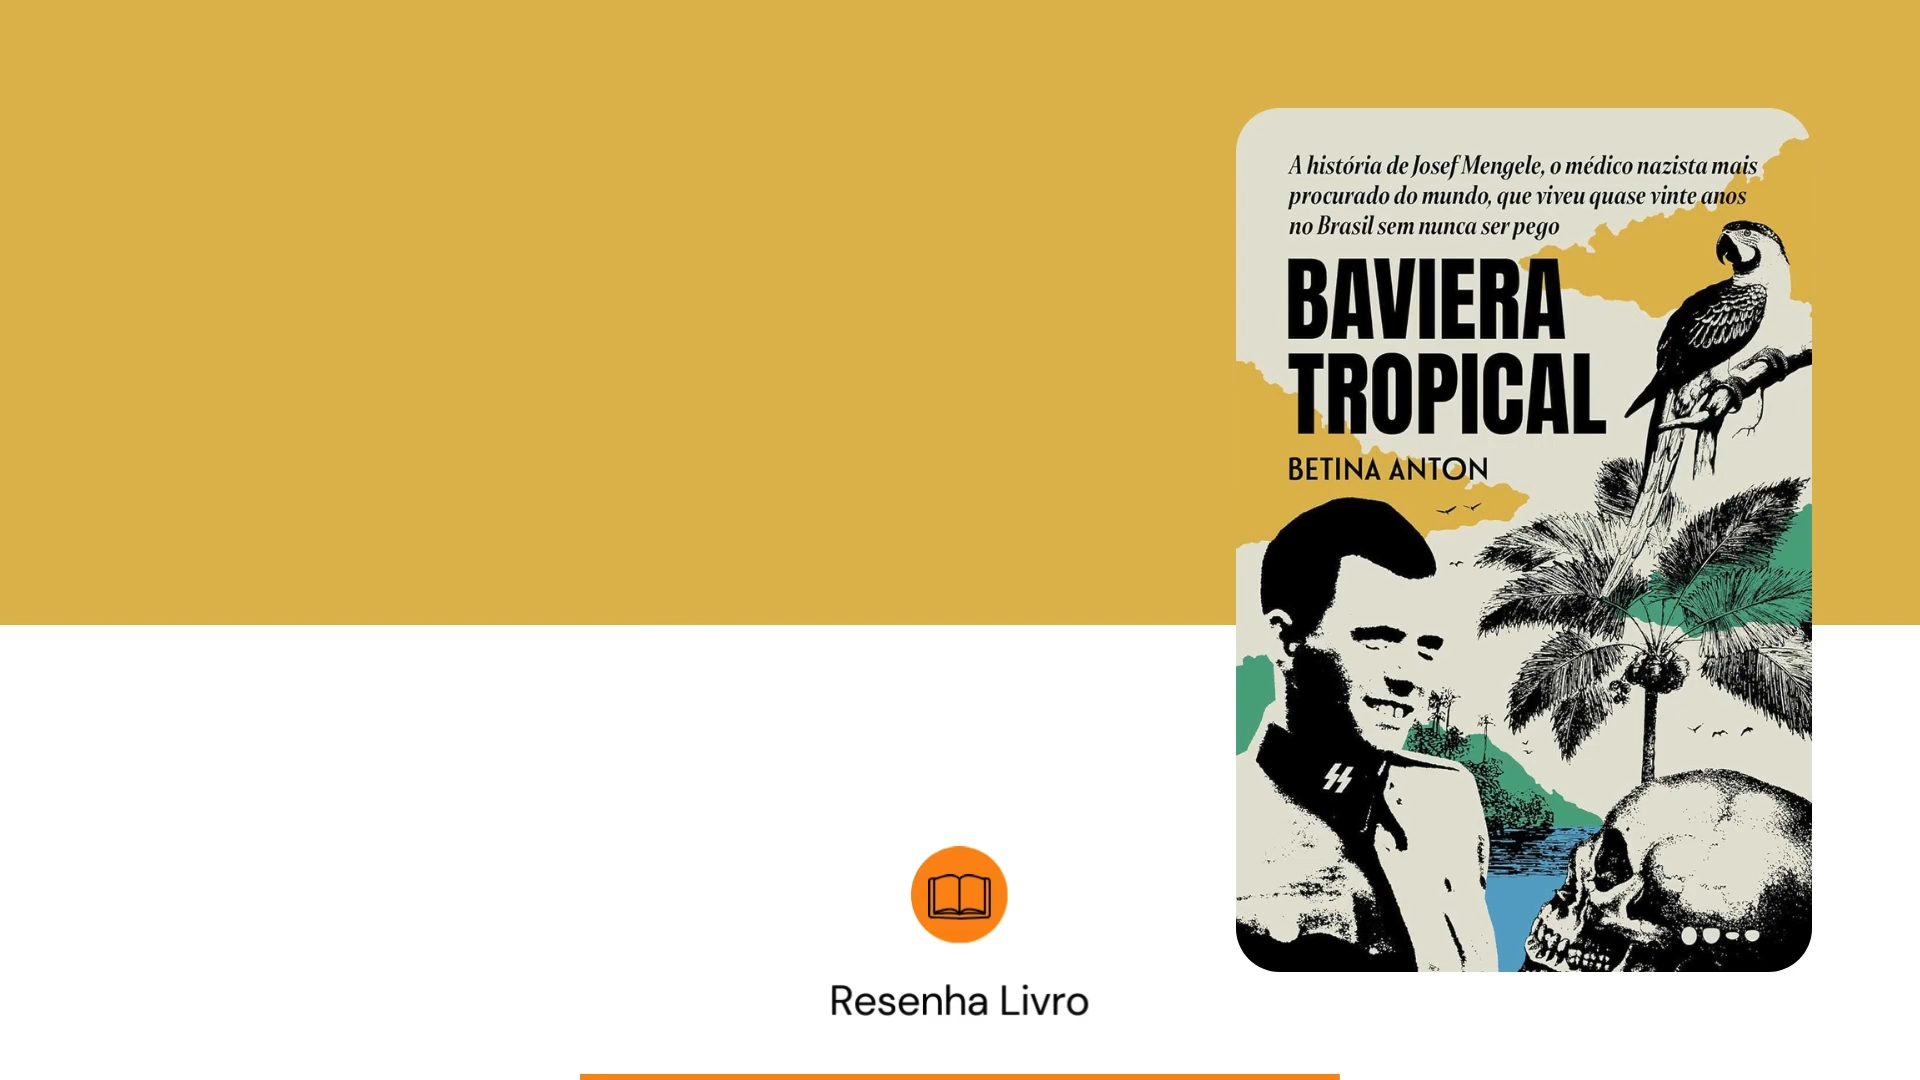 A história de Josef Mengele, o médico nazista mais
procurado do mundo, que viveu quase vinte anos
no Brasil sem nunca ser pego
BAVIERA
TROPICAL
BETINA ANTON
Resenha Livro